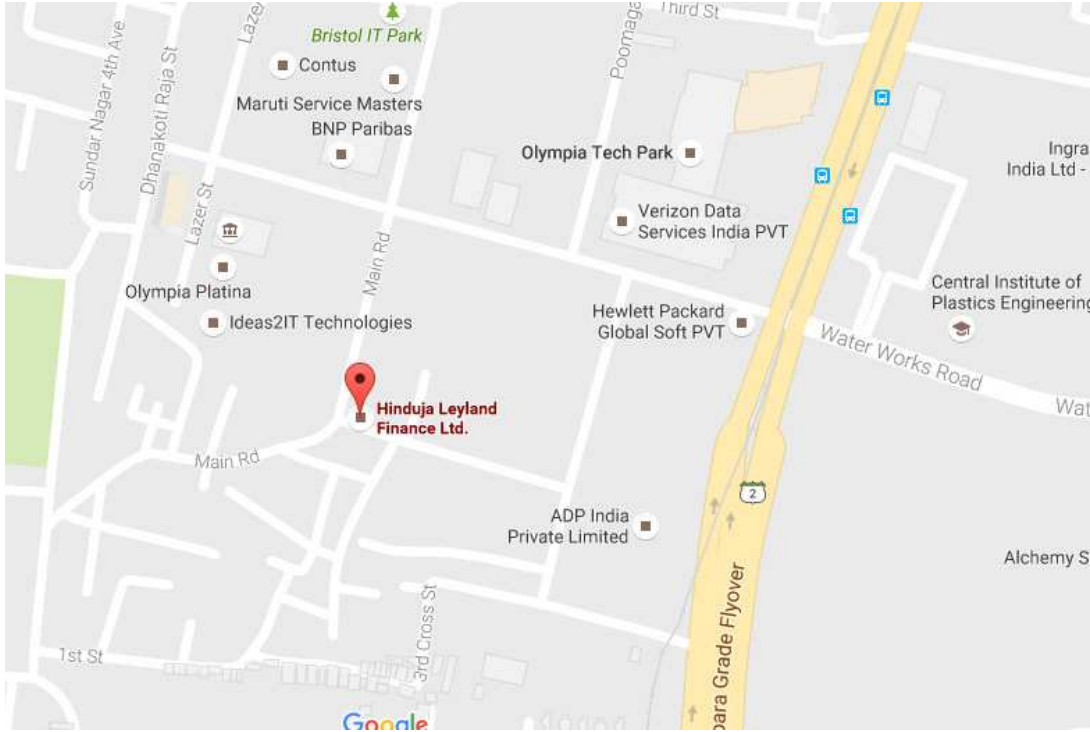 Third St
Sundar Nagar 4th Ave
Dhanakoti Raja St
Lazer
Bristol IT Park
Contus
Maruti Service Masters
BNP Paribas
Poomaga
Olympia Tech Park
Ingra
India Ltd -
Verizon Data
Services India PVT
Lazer St
Main Rd
Olympia Platina
Ideas2IT Technologies
Hewlett Packard
Global Soft PVT
Central Institute of
Plastics Engineering
Water Works Road
Wat
Hinduja Leyland
Finance Ltd.
Main Rd
2
ADP India
Private Limited
Alchemy S
3rd Cross St
1st St
para Grade Flyover
Google